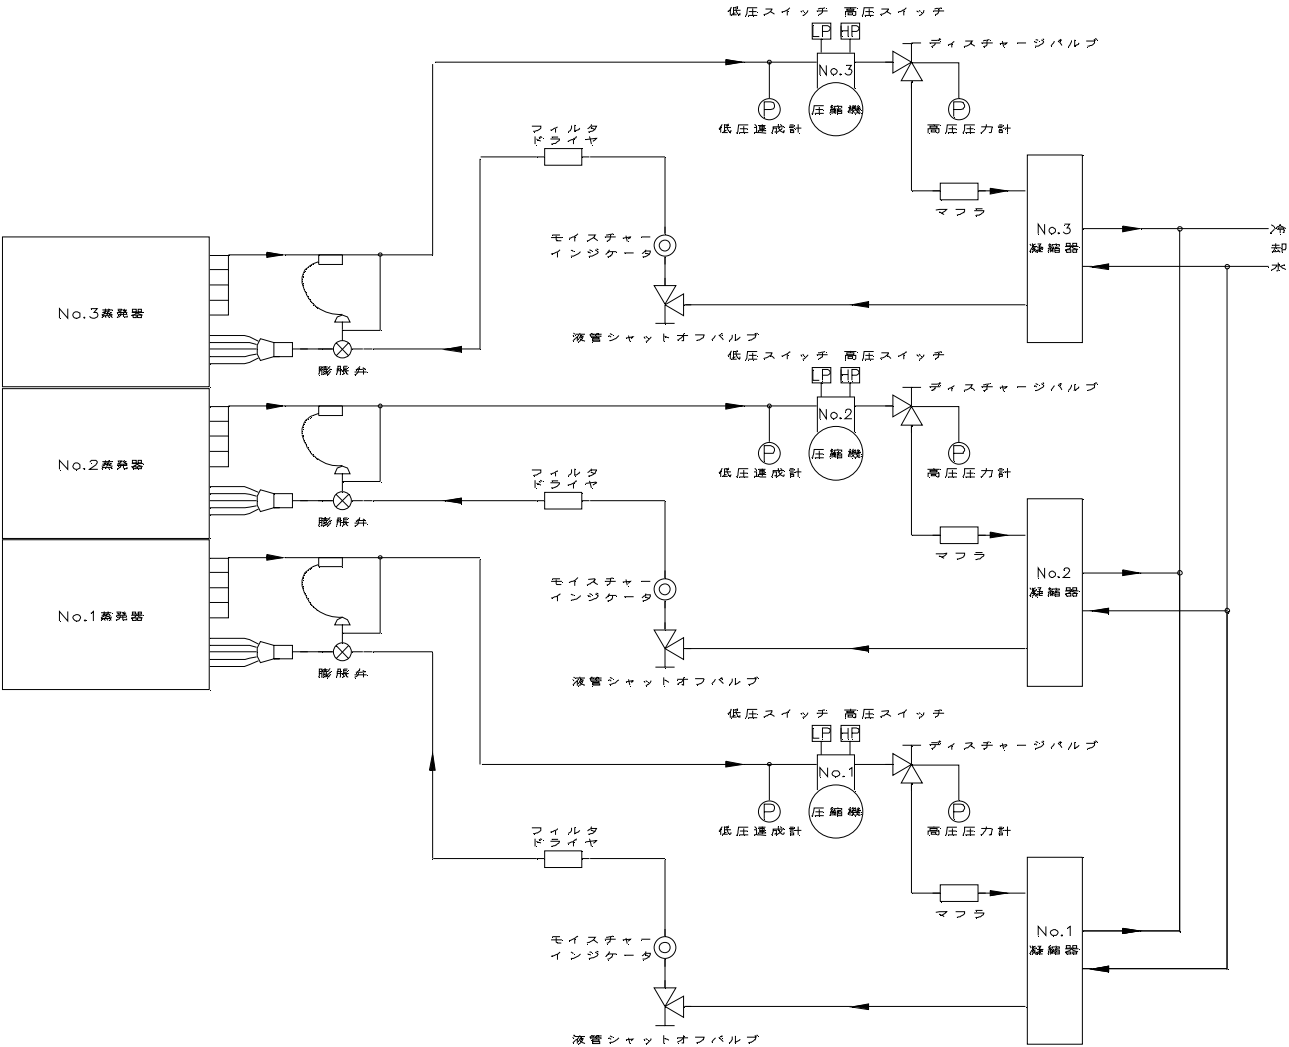 低圧スイッチ 高圧スイッチ
LP HP
ディスチャージバルブ
No.3
圧縮機
P P
低圧連成計
高圧圧力計
フィルタ
ドライヤ
マフラ
No.3
凝縮器
冷
却
水
モイスチャー
インジケータ
No.3蒸発器
液管シャットオフバルブ
膨脹弁
低圧スイッチ 高圧スイッチ
LP HP
ディスチャージバルブ
No.2
圧縮機
P P
低圧連成計
高圧圧力計
No.2蒸発器
フィルタ
ドライヤ
膨脹弁
マフラ
No.2
凝縮器
モイスチャー
インジケータ
No.1蒸発器
膨脹弁
液管シャットオフバルブ
低圧スイッチ 高圧スイッチ
LP HP
ディスチャージバルブ
No.1
圧縮機
P P
低圧連成計
高圧圧力計
フィルタ
ドライヤ
マフラ
No.1
凝縮器
モイスチャー
インジケータ
液管シャットオフバルブ